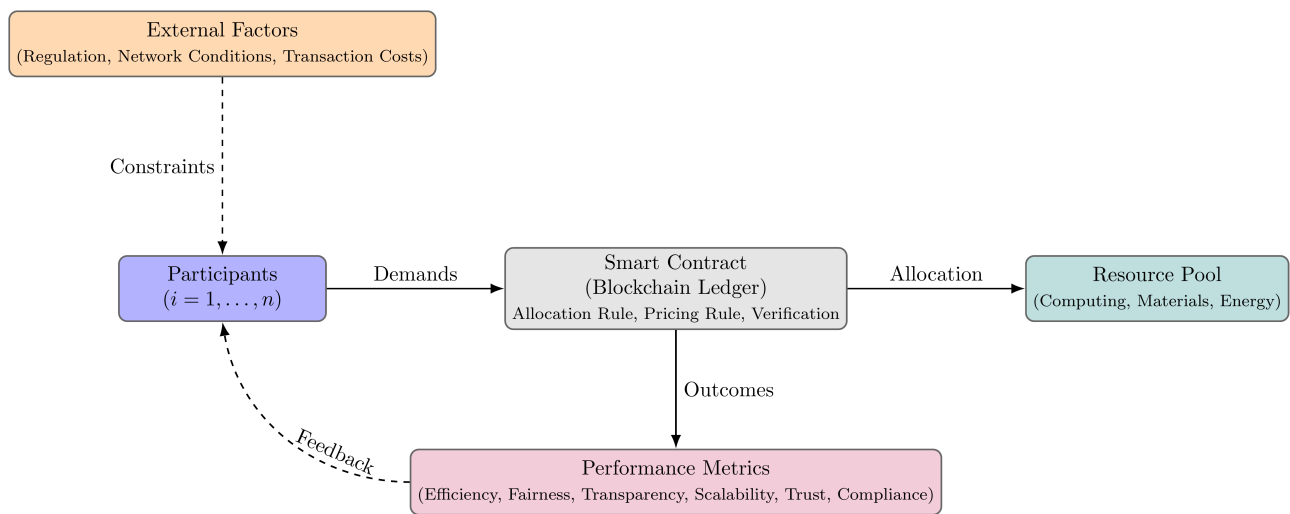 External Factors
(Regulation, Network Conditions, Transaction Costs)
Constraints
Participants
(i = 1, . . . , n)
Demands
Smart Contract
(Blockchain Ledger)
Allocation Rule, Pricing Rule, Verification
Allocation
Resource Pool
(Computing, Materials, Energy)
Outcomes
Feedback
Performance Metrics
(Efficiency, Fairness, Transparency, Scalability, Trust, Compliance)